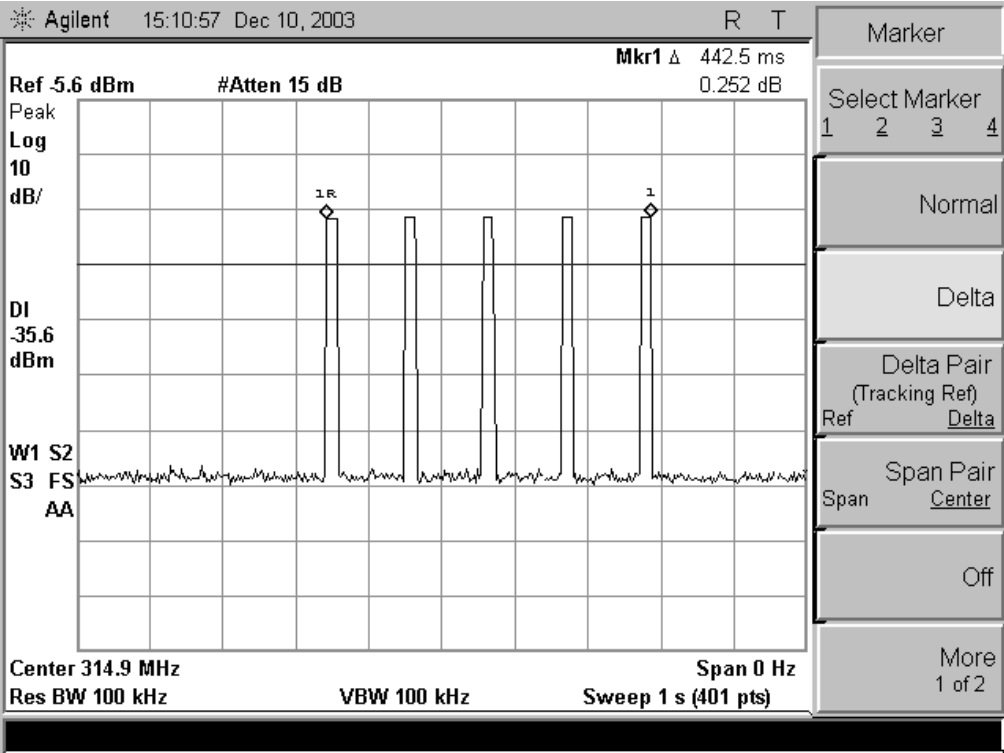 Agilent 15:10:57 Dec 10, 2003 R T
Mkr1 Δ 442.5 ms
Ref -5.6 dBm #Atten 15 dB 0.252 dB
Peak
Log
10
dB/
1R
1
DI
-35.6
dBm
W1 S2
S3 FS
AA
Center 314.9 MHz Span 0 Hz
Res BW 100 kHz VBW 100 kHz Sweep 1 s (401 pts)
Marker
Select Marker
1 2 3 4
Normal
Delta
Delta Pair
(Tracking Ref)
Ref Delta
Span Pair
Span Center
Off
More
1 of 2